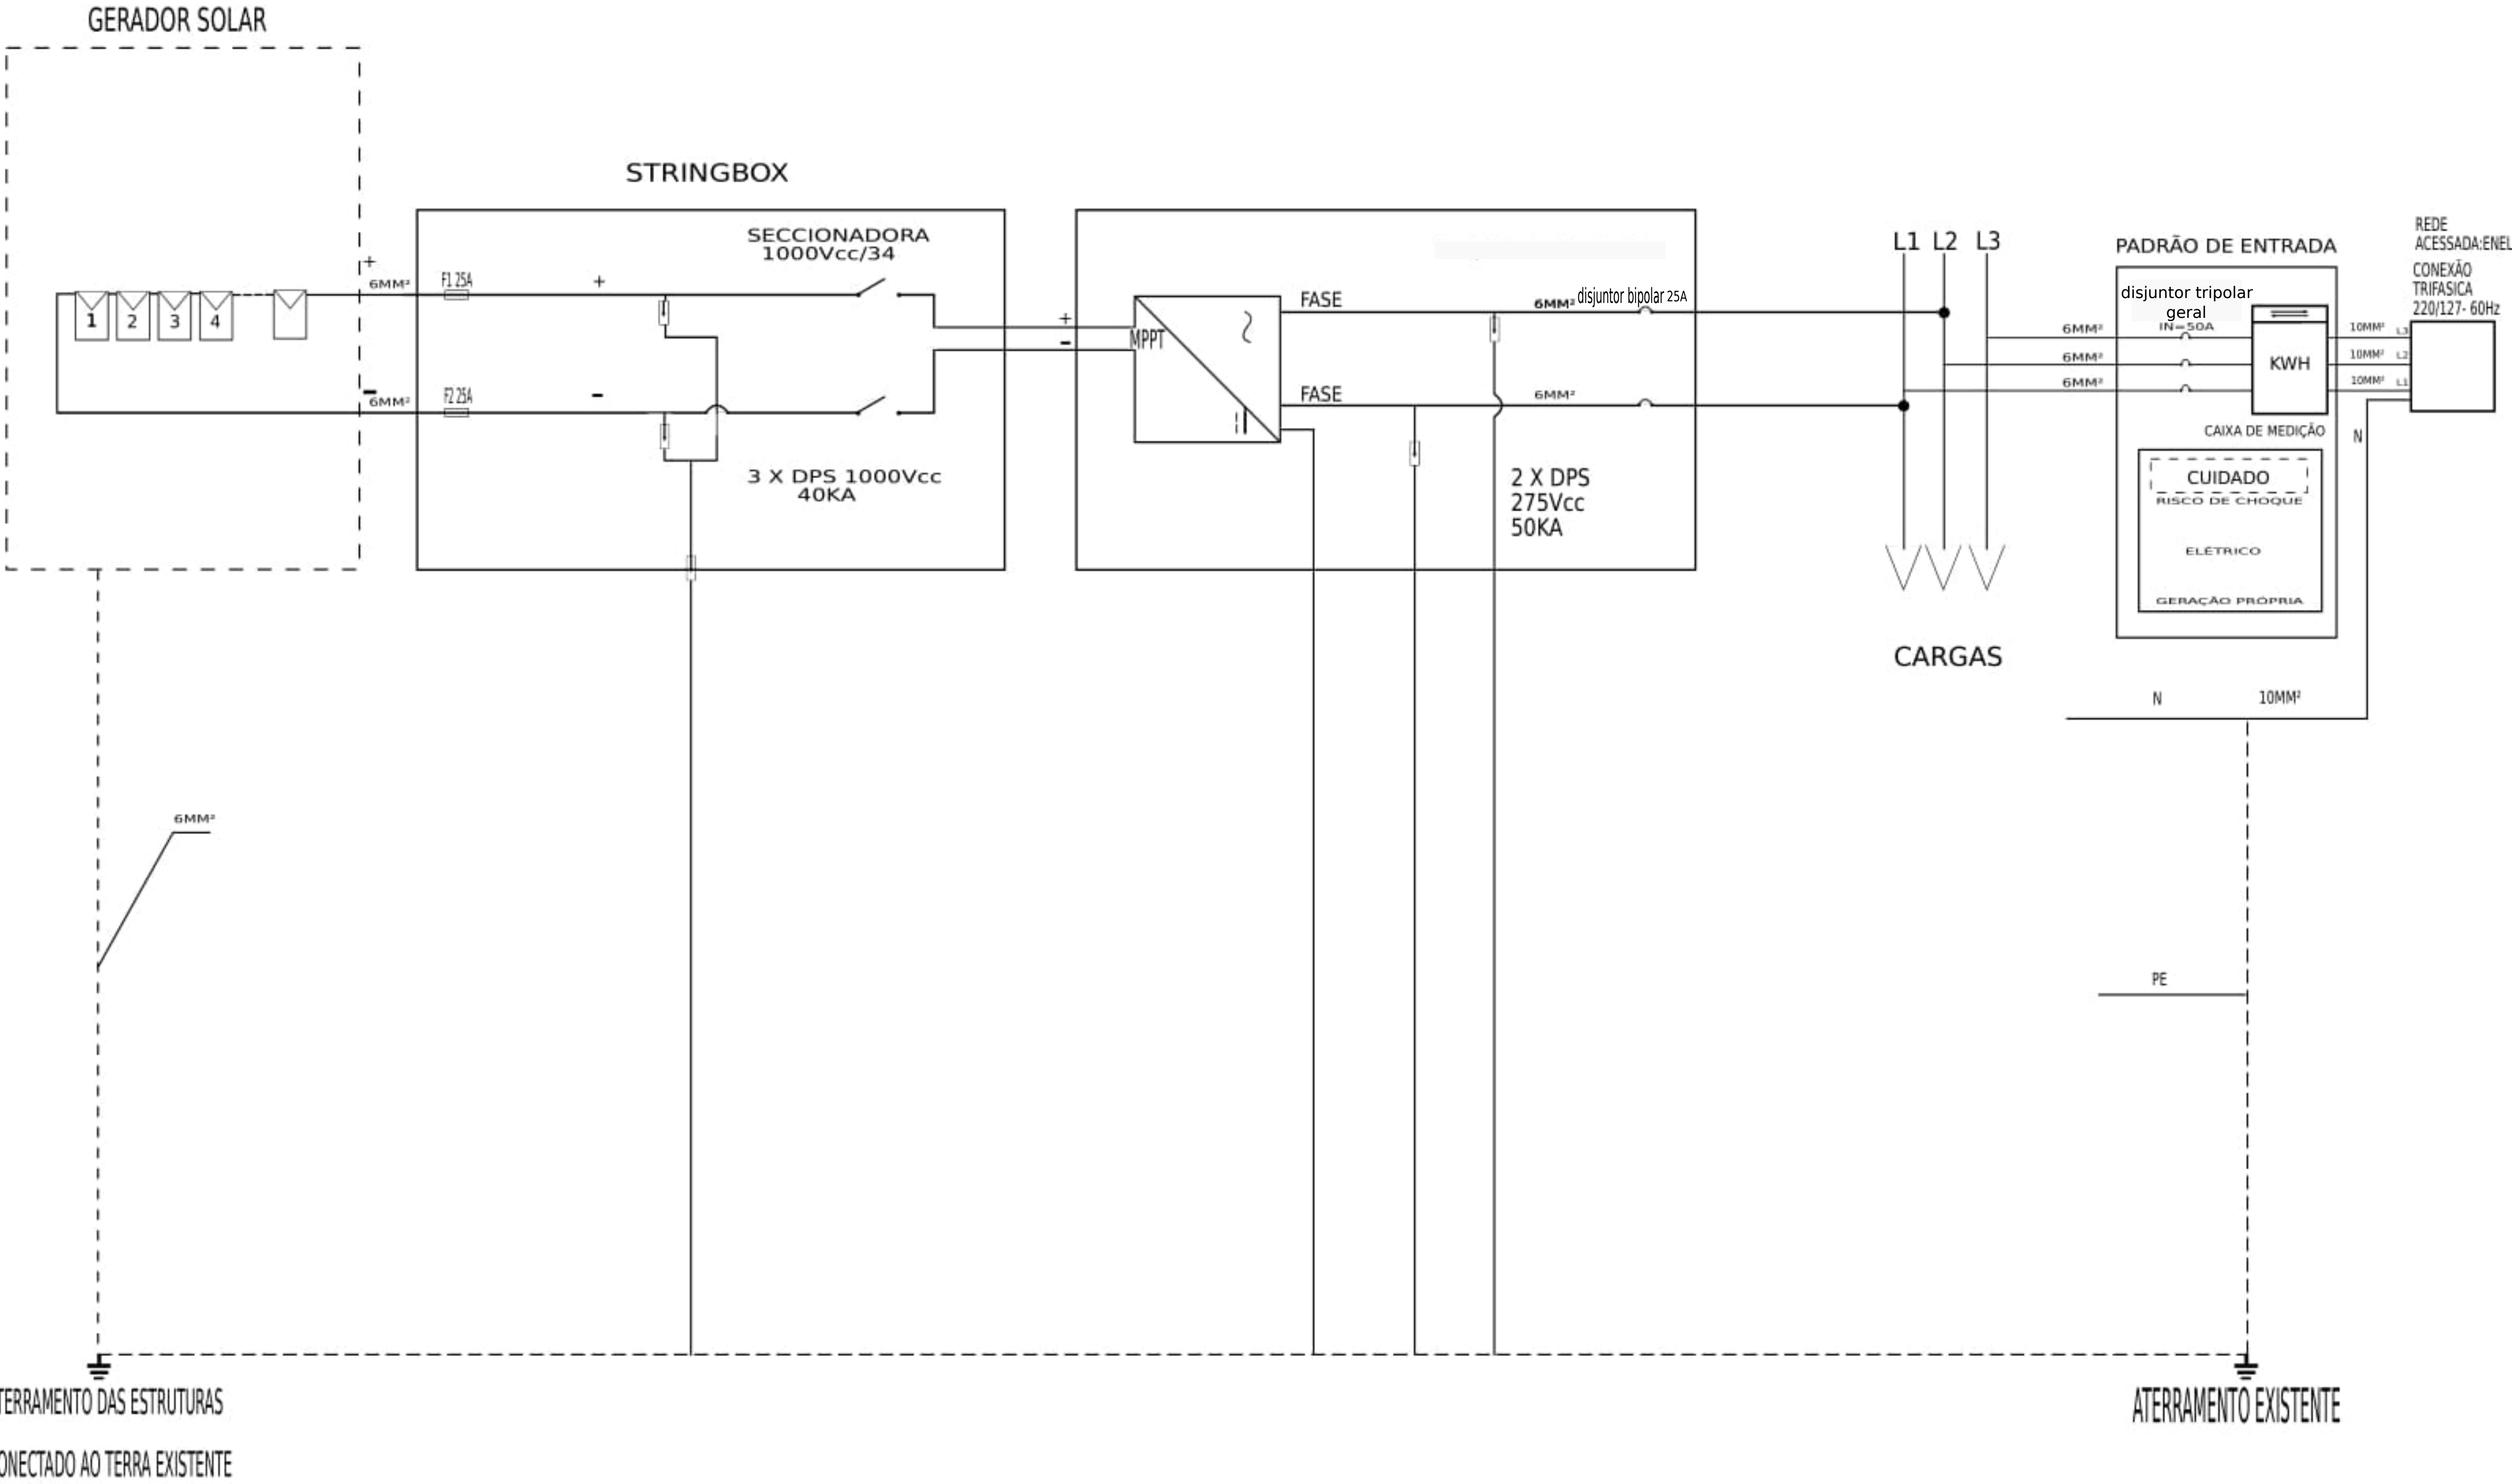 GERADOR SOLAR
1
2
3
4
+
6MM²
-
6MM²
STRINGBOX
SECCIONADORA
1000Vcc/34
F1 25A
+
F2 25A
-
3 X DPS 1000Vcc
40KA
+
-
MPPT
FASE
6MM²
disjuntor bipolar 25A
FASE
6MM²
2 X DPS
275Vcc
50KA
L1 L2 L3
CARGAS
PADRÃO DE ENTRADA
disjuntor tripolar
geral
IN=50A
6MM²
6MM²
6MM²
KWH
CAIXA DE MEDIÇÃO
CUIDADO
RISCO DE CHOQUE
ELÉTRICO
GERAÇÃO PRÓPRIA
REDE
ACESSADA:ENEL
CONEXÃO
TRIFASICA
220/127- 60Hz
10MM² L3
10MM² L2
10MM² L1
N
N 10MM²
6MM²
PE
TERRAMENTO DAS ESTRUTURAS
ONECTADO AO TERRA EXISTENTE
ATERRAMENTO EXISTENTE